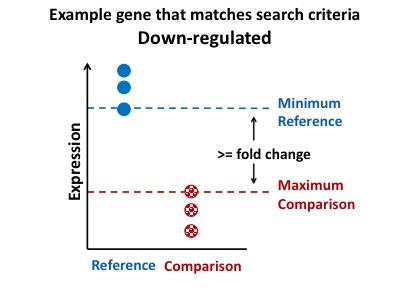 Example gene that matches search criteria
Down-regulated
Minimum
Reference
>= fold change
Maximum
Comparison
Expression
Reference Comparison